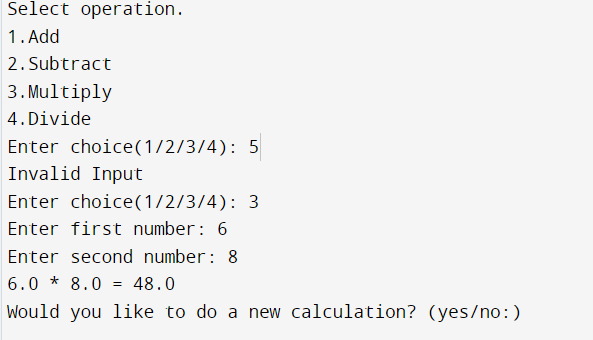 Select operation.
1.Add
2.Subtract
3.Multiply
4.Divide
Enter choice(1/2/3/4): 5
Invalid Input
Enter choice(1/2/3/4): 3
Enter first number: 6
Enter second number: 8
6.0 * 8.0 = 48.0
Would you like to do a new calculation? (yes/no:)